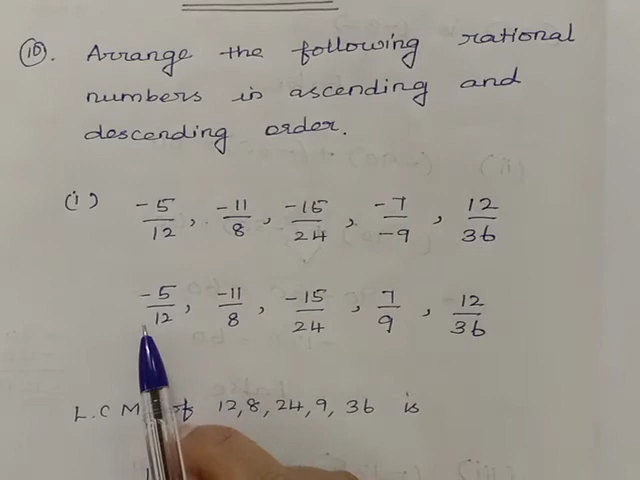 (10). Arrange the following rational
numbers in ascending and
descending order.
(i) -5/12, -11/8, -15/24, -7/-9, 12/36
-5/12, -11/8, -15/24, 7/9, 12/36
L.C.M of 12,8,24,9,36 is